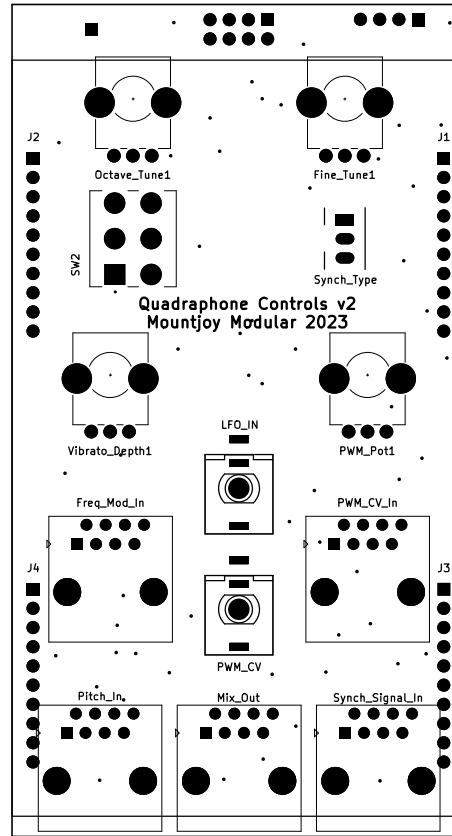 J2
J1
Octave_Tune1
Fine_Tune1
SW2
Synch_Type
Quadraphone Controls v2
Mountjoy Modular 2023
LFO_IN
Vibrato_Depth1
PWM_Pot1
Freq_Mod_In
PWM_CV_In
J4
J3
PWM_CV
Pitch_In
Mix_Out
Synch_Signal_In